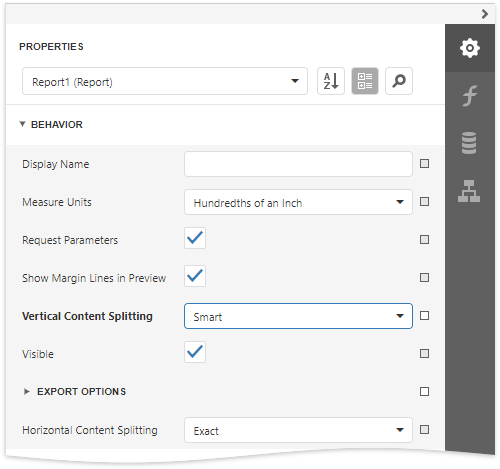 PROPERTIES
Report1 (Report)
A
Z
BEHAVIOR
Display Name
Measure Units
Hundredths of an Inch
Request Parameters
Show Margin Lines in Preview
Vertical Content Splitting
Smart
Visible
EXPORT OPTIONS
Horizontal Content Splitting
Exact